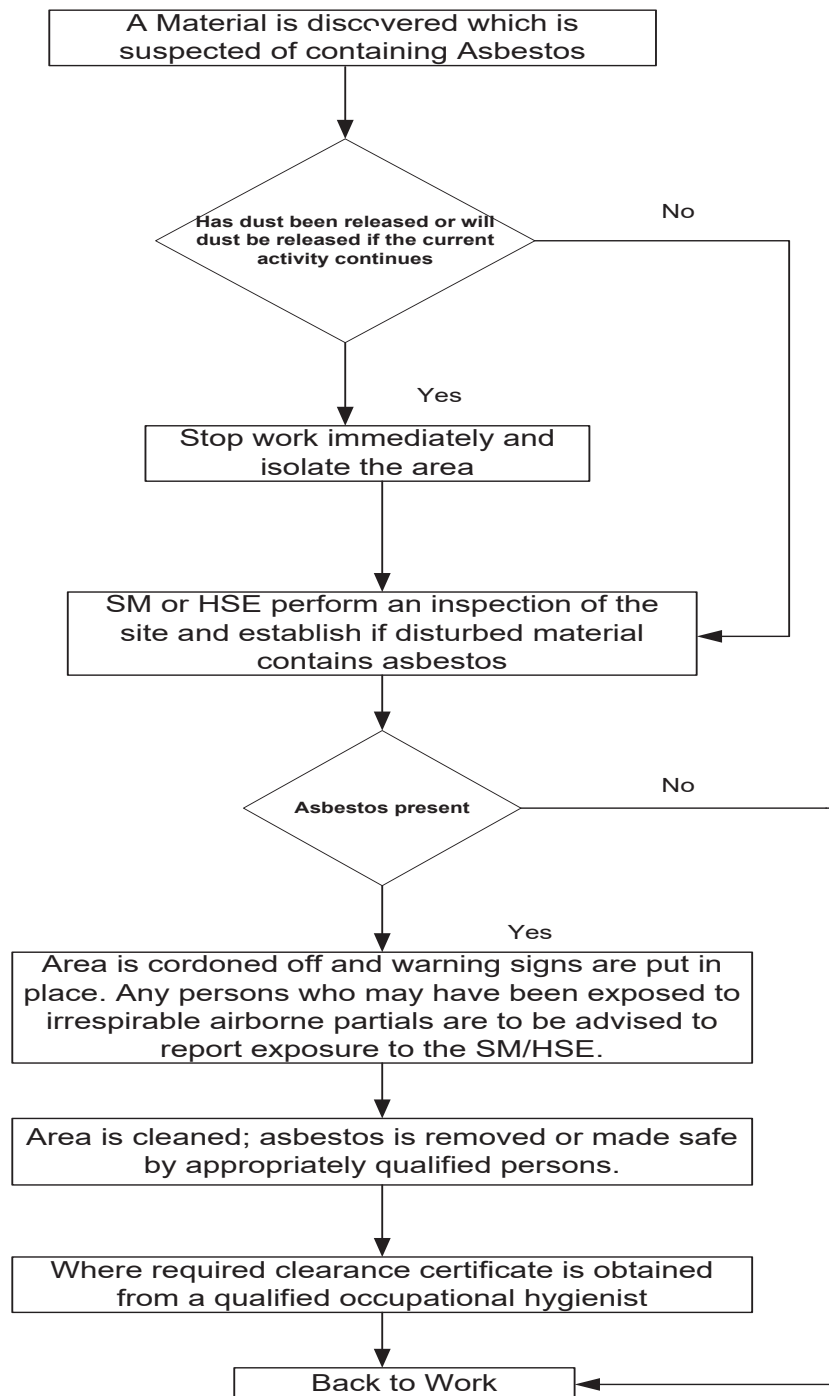 A Material is discovered which is
suspected of containing Asbestos
Has dust been released or will
dust be released if the current
activity continues
No
Yes
Stop work immediately and
isolate the area
SM or HSE perform an inspection of the
site and establish if disturbed material
contains asbestos
Asbestos present
No
Yes
Area is cordoned off and warning signs are put in
place. Any persons who may have been exposed to
irrespirable airborne partials are to be advised to
report exposure to the SM/HSE.
Area is cleaned; asbestos is removed or made safe
by appropriately qualified persons.
Where required clearance certificate is obtained
from a qualified occupational hygienist
Back to Work